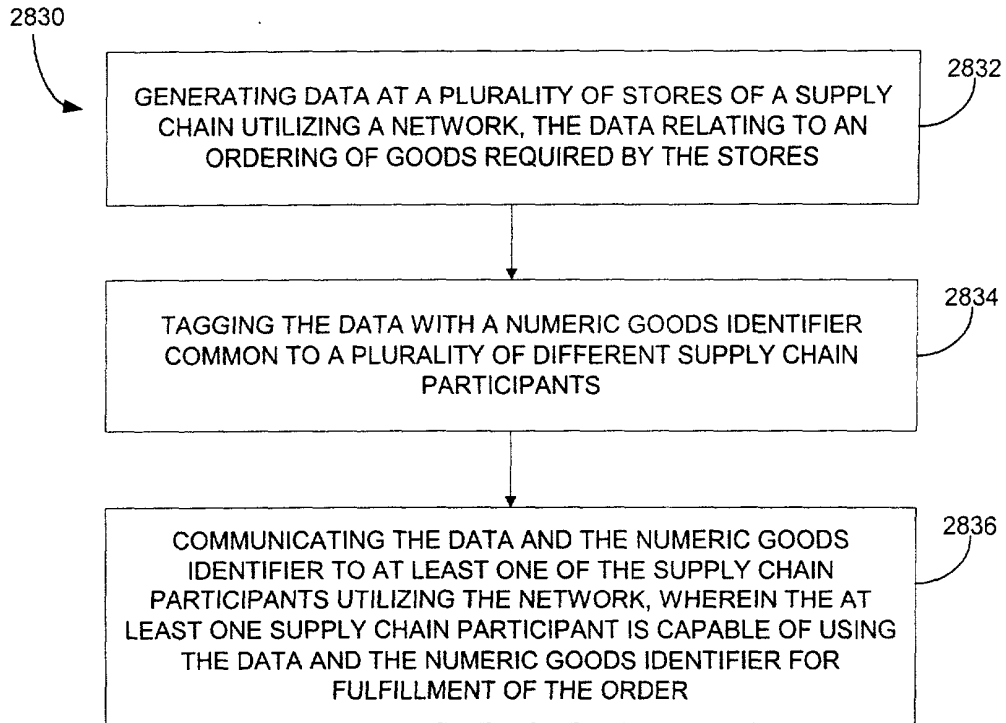 2830
2832
GENERATING DATA AT A PLURALITY OF STORES OF A SUPPLY
CHAIN UTILIZING A NETWORK, THE DATA RELATING TO AN
ORDERING OF GOODS REQUIRED BY THE STORES
2834
TAGGING THE DATA WITH A NUMERIC GOODS IDENTIFIER
COMMON TO A PLURALITY OF DIFFERENT SUPPLY CHAIN
PARTICIPANTS
2836
COMMUNICATING THE DATA AND THE NUMERIC GOODS
IDENTIFIER TO AT LEAST ONE OF THE SUPPLY CHAIN
PARTICIPANTS UTILIZING THE NETWORK, WHEREIN THE AT
LEAST ONE SUPPLY CHAIN PARTICIPANT IS CAPABLE OF USING
THE DATA AND THE NUMERIC GOODS IDENTIFIER FOR
FULFILLMENT OF THE ORDER